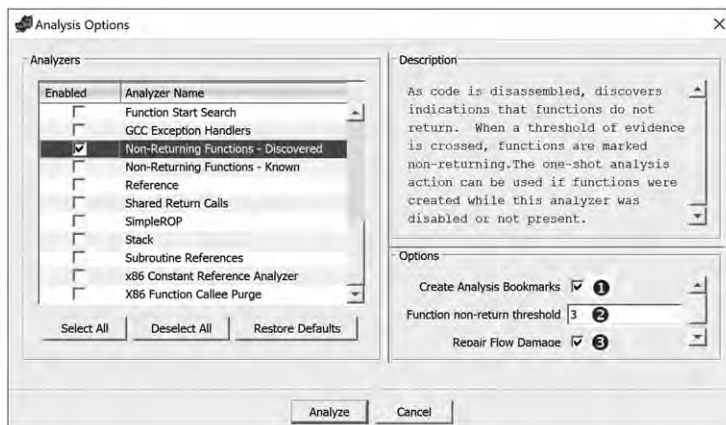 Analysis Options
Analyzers
Enabled Analyzer Name
Function Start Search
GCC Exception Handlers
Non-Returning Functions - Discovered
Non-Returning Functions - Known
Reference
Shared Return Calls
SimpleROP
Stack
Subroutine References
x86 Constant Reference Analyzer
X86 Function Callee Purge
Select All Deselect All Restore Defaults
Description
As code is disassembled, discovers
indications that functions do not
return. When a threshold of evidence
is crossed, functions are marked
non-returning.The one-shot analysis
action can be used if functions were
created while this analyzer was
disabled or not present.
Options
Create Analysis Bookmarks ❶
Function non-return threshold 3 ❷
Repair Flow Damage ❸
Analyze Cancel